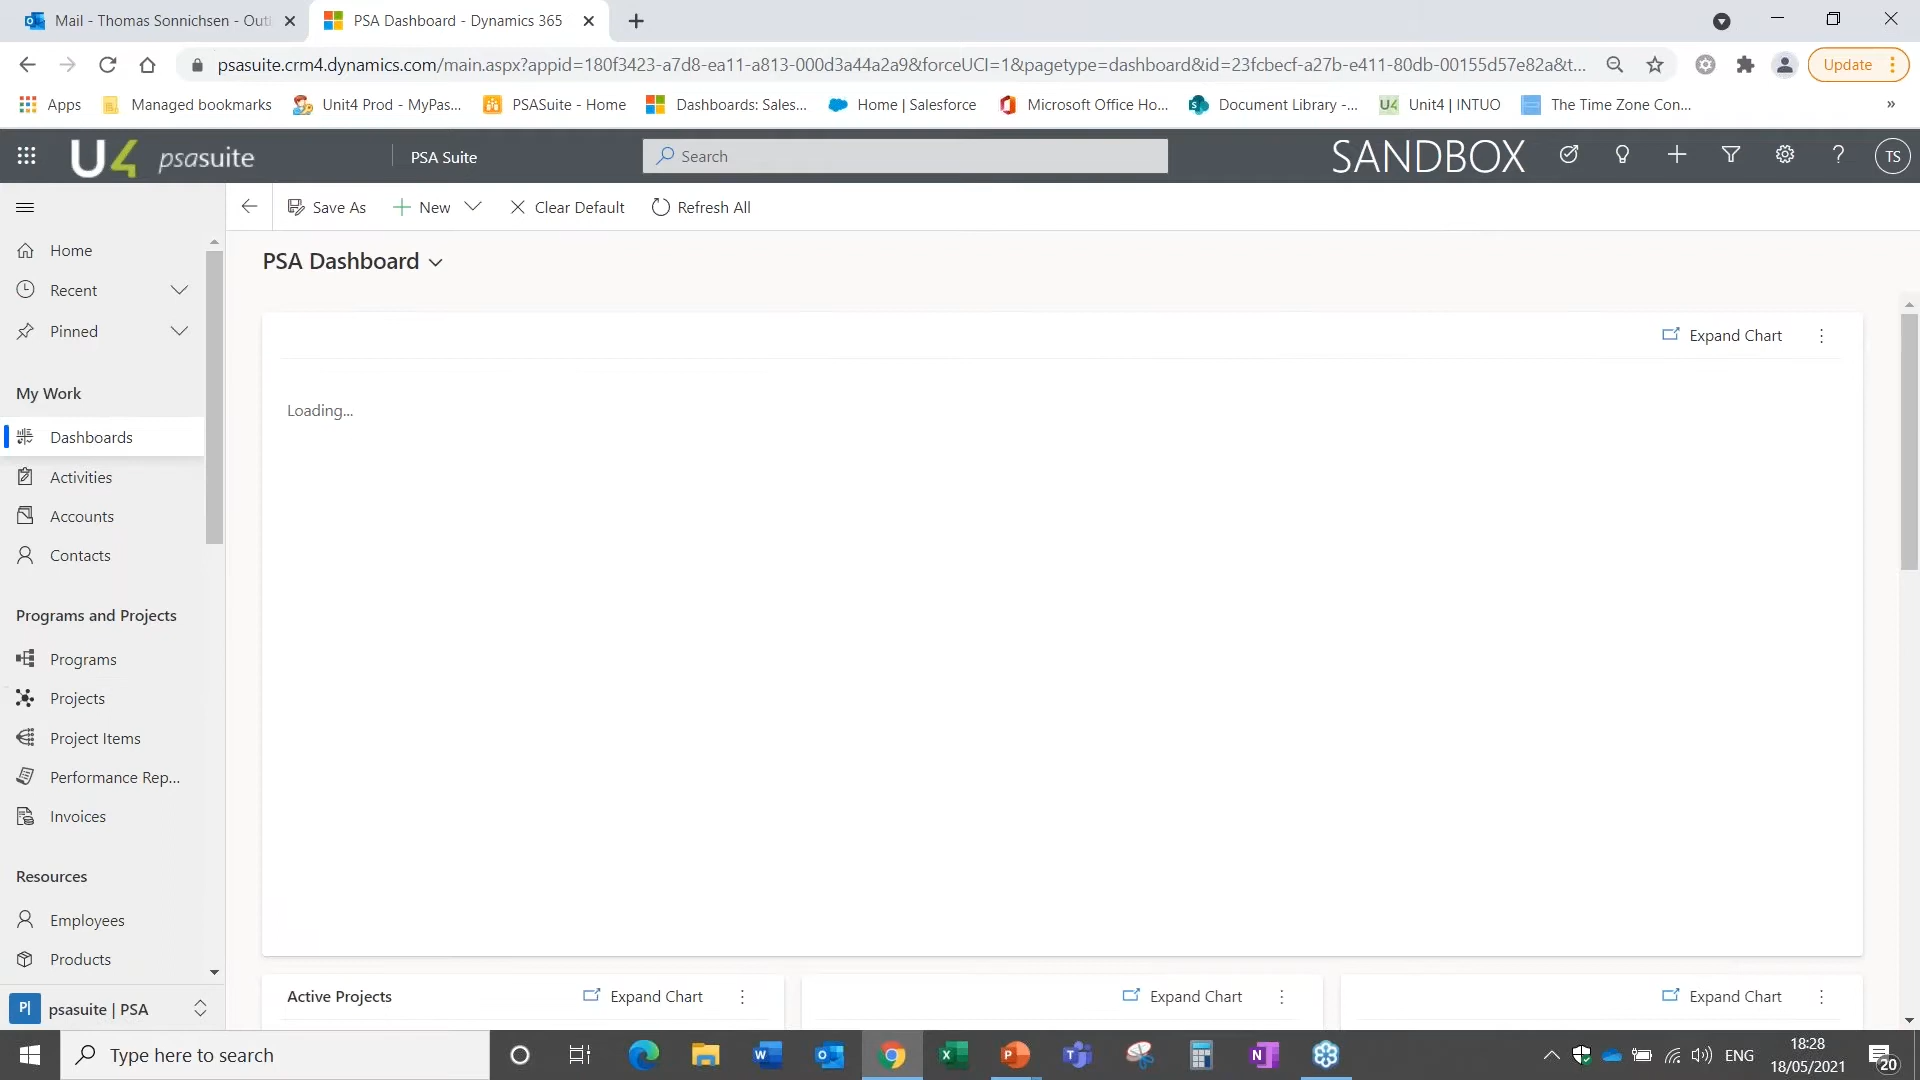 Mail - Thomas Sonnichsen - Outl
PSA Dashboard - Dynamics 365
psasuite.crm4.dynamics.com/main.aspx?appid=180f3423-a7d8-ea11-a813-000d3a44a2a9&forceUCI=1&pagetype=dashboard&id=23fcbecf-a27b-e411-80db-00155d57e82a&t...
Update
Apps
Managed bookmarks
Unit4 Prod - MyPas...
PSASuite - Home
Dashboards: Sales...
Home | Salesforce
Microsoft Office Ho...
Document Library -...
U4 Unit4 | INTUO
The Time Zone Con...
»
U4 psasuite
PSA Suite
Search
SANDBOX
?
TS
Save As
New
Clear Default
Refresh All
Home
Recent
Pinned
My Work
Dashboards
Activities
Accounts
Contacts
Programs and Projects
Programs
Projects
Project Items
Performance Rep...
Invoices
Resources
Employees
Products
P| psasuite | PSA
PSA Dashboard
Expand Chart
Loading...
Active Projects
Expand Chart
Expand Chart
Expand Chart
Type here to search
ENG
18:28
18/05/2021
20